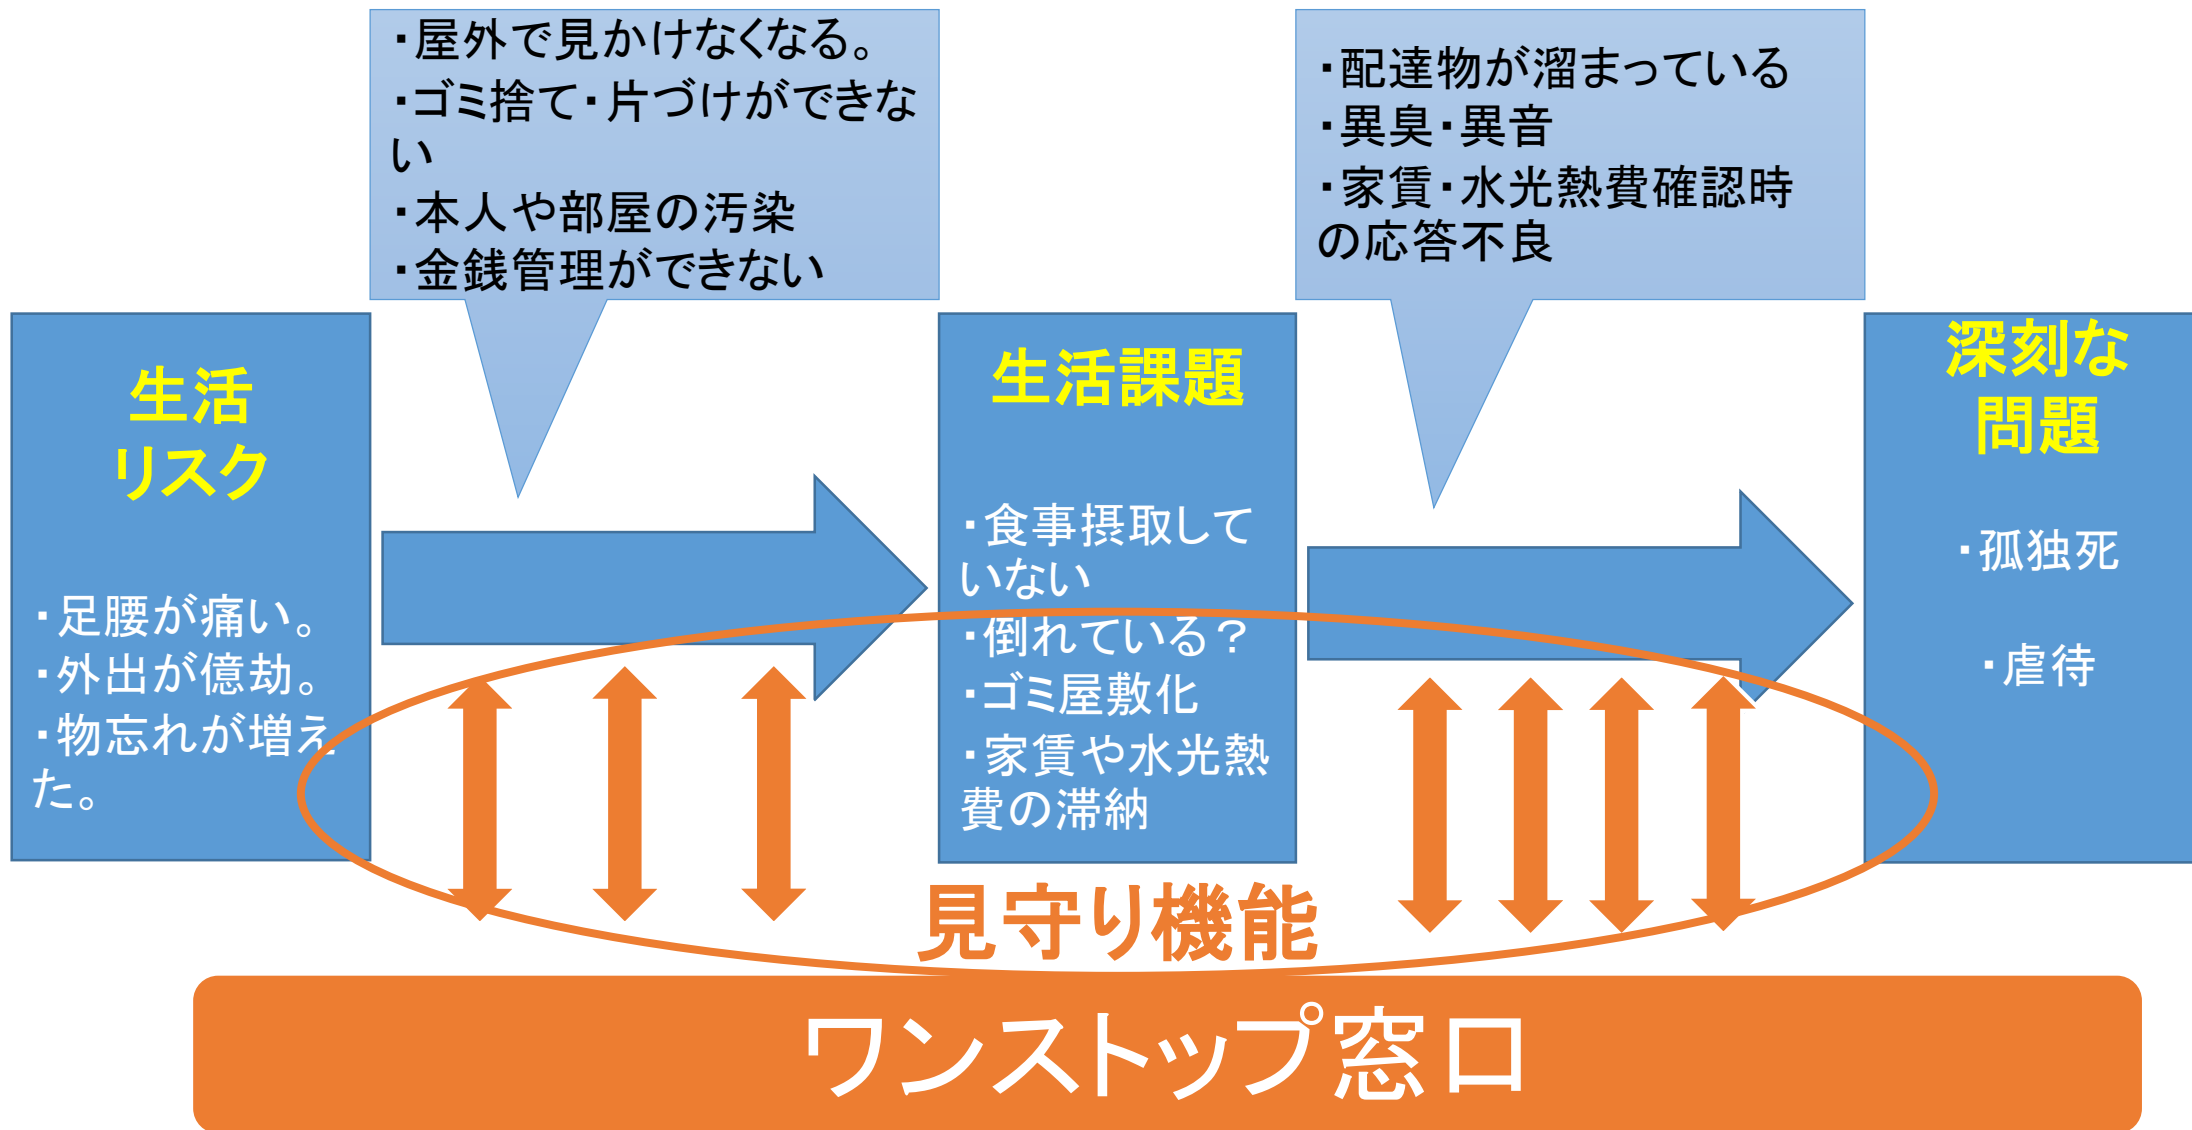 ・屋外で見かけなくなる。
・ゴミ捨て・片づけができな
い
・本人や部屋の汚染
・金銭管理ができない
・配達物が溜まっている
・異臭・異音
・家賃・水光熱費確認時
の応答不良
生活
リスク
・足腰が痛い。
・外出が億劫。
・物忘れが増え
た。
生活課題
・食事摂取して
いない
・倒れている？
・ゴミ屋敷化
・家賃や水光熱
費の滞納
深刻な
問題
・孤独死
・虐待
見守り機能
ワンストップ窓口